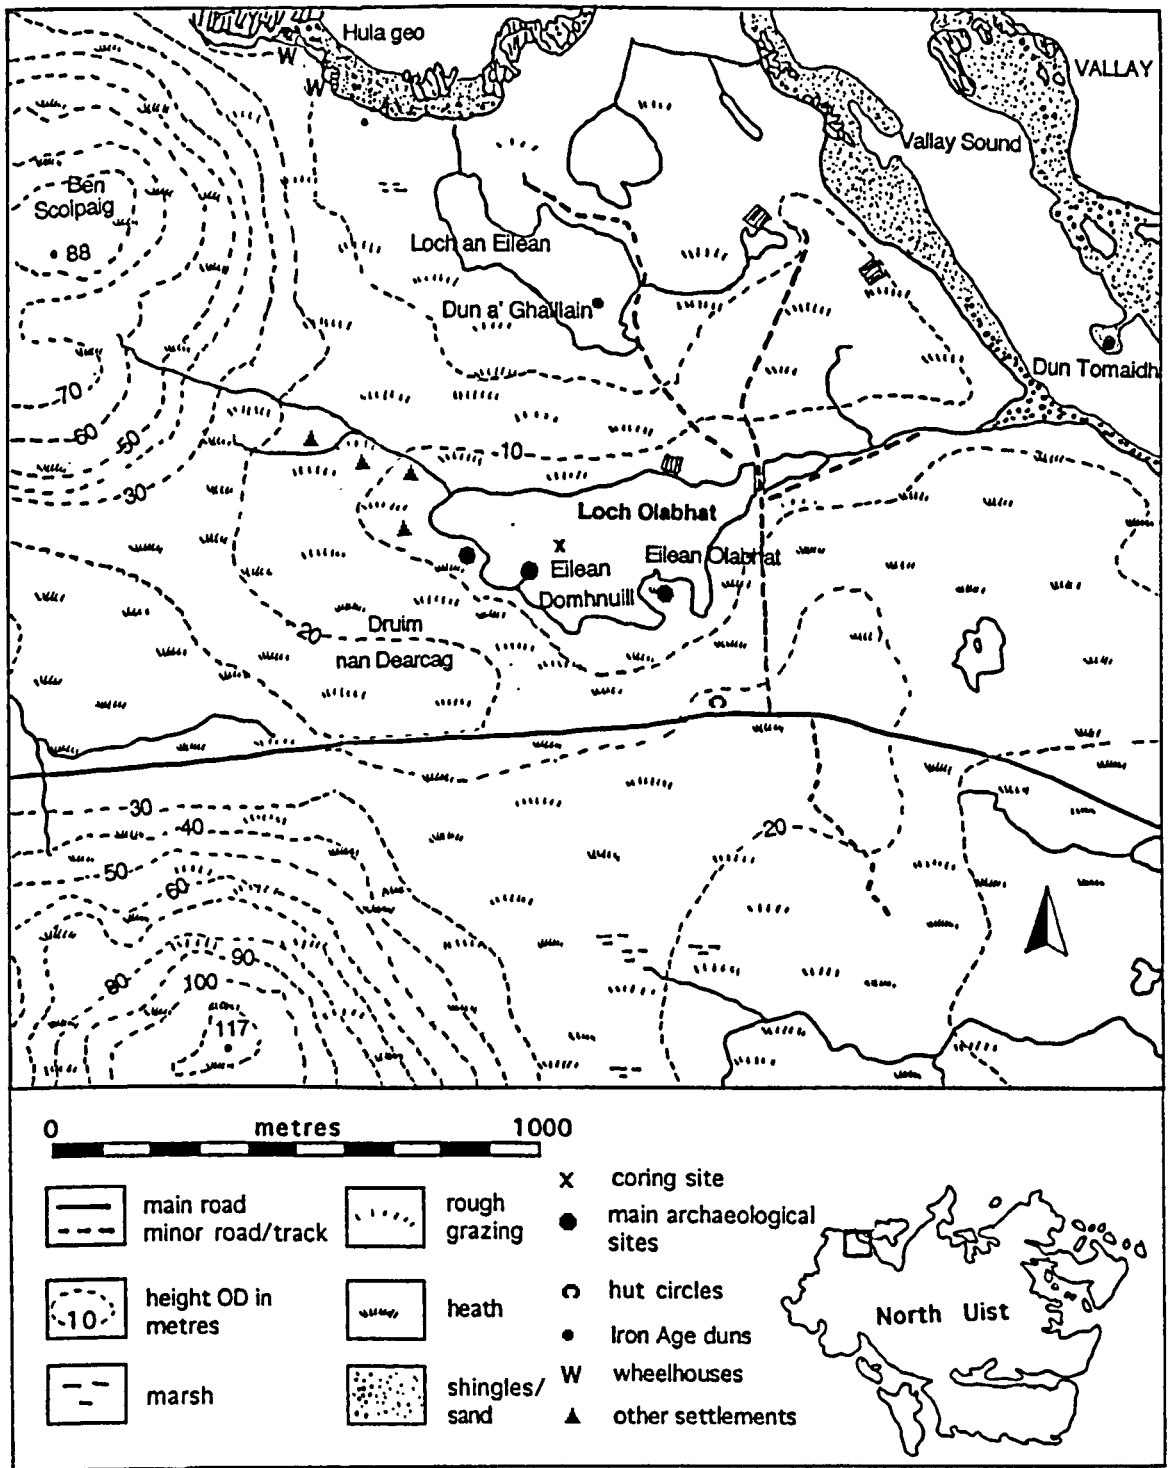 Hula geo
W
W
VALLAY
Vallay Sound
Ben
Scolpaig
88
Loch an Eilean
Dun a' Ghallain
Dun Tomaidh
70
60
50
30
10
Loch Olabhat
x
Eilean
Domhnuill
Eilean Olabhat
20
Druim
nan Dearcag
30
40
50
60
80
90
100
117
20
0 metres 1000
main road
minor road/track
height OD in
metres
10
marsh
rough
grazing
heath
shingles/
sand
x coring site
main archaeological
sites
hut circles
Iron Age duns
W wheelhouses
other settlements
North Uist